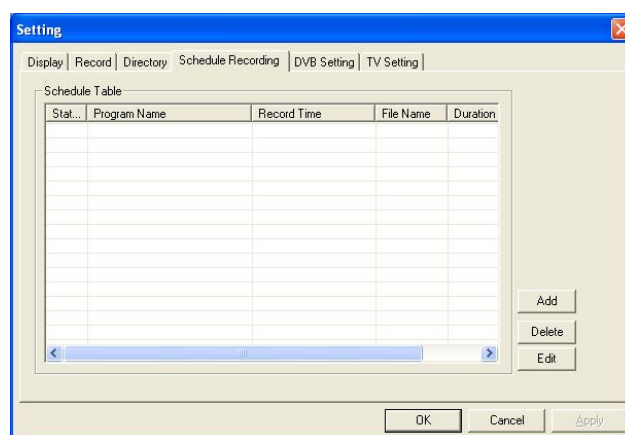 Setting
Display Record Directory Schedule Recording DVB Setting TV Setting
Schedule Table
Stat... Program Name Record Time File Name Duration
Add
Delete
Edit
OK Cancel Apply